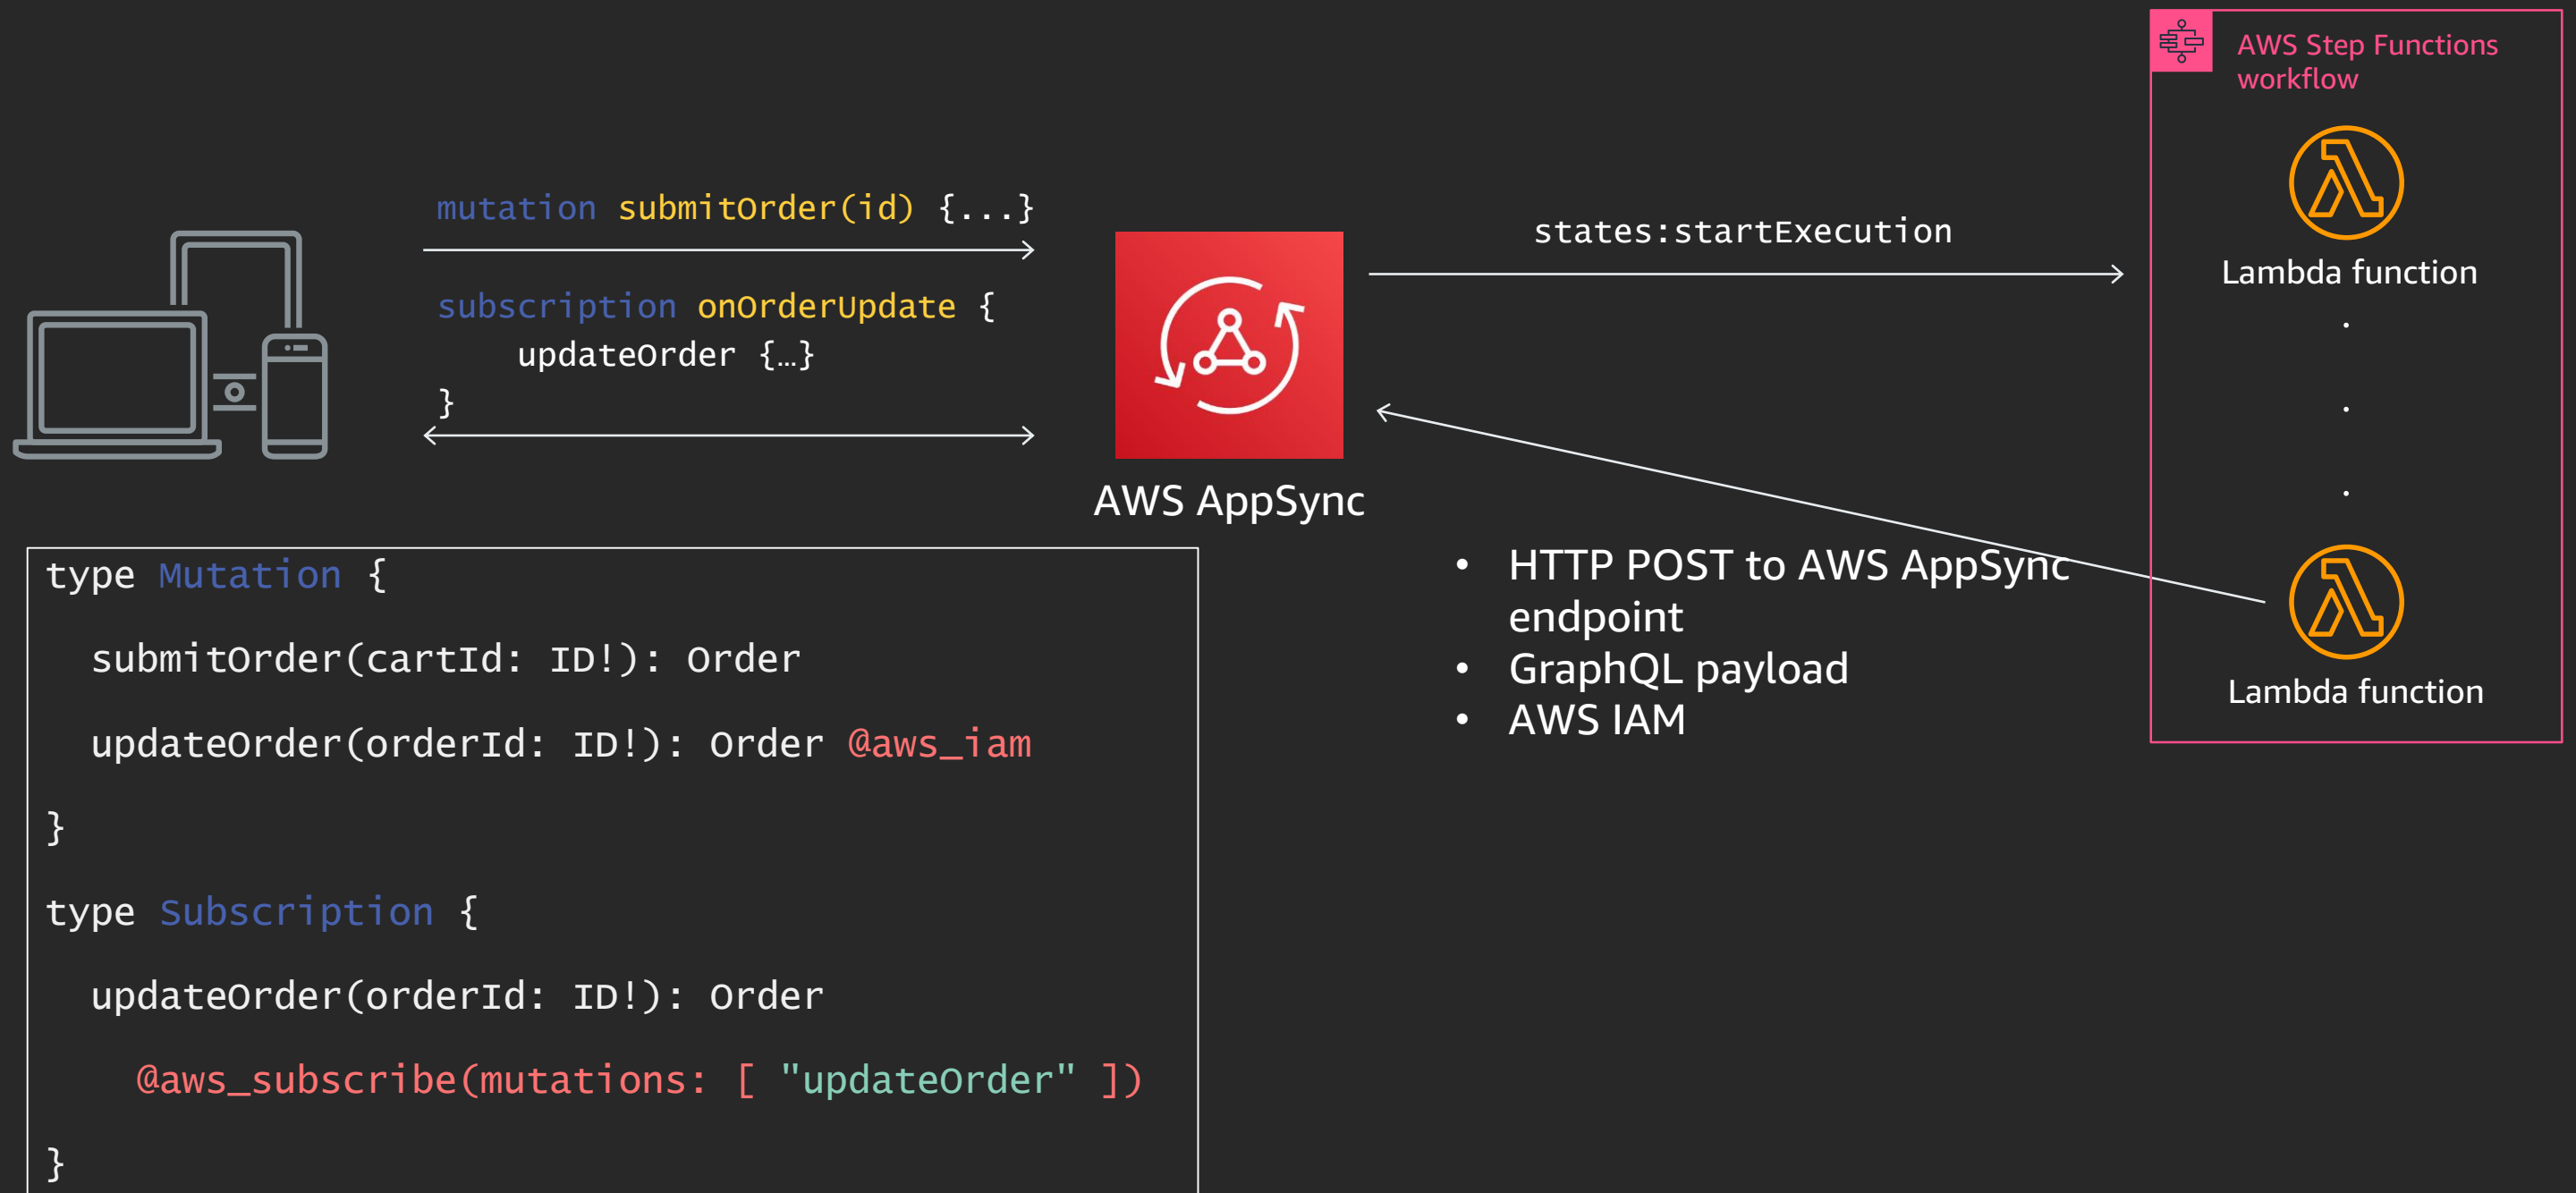 AWS Step Functions
workflow
mutation submitOrder(id) {...}
subscription onOrderUpdate {
updateOrder {…}
}
AWS AppSync
states:startExecution
Lambda function
.
.
.
Lambda function
• HTTP POST to AWS AppSync
endpoint
• GraphQL payload
• AWS IAM
type Mutation {
submitOrder(cartId: ID!): Order
updateOrder(orderId: ID!): Order @aws_iam
}
type Subscription {
updateOrder(orderId: ID!): Order
@aws_subscribe(mutations: [ "updateOrder" ])
}